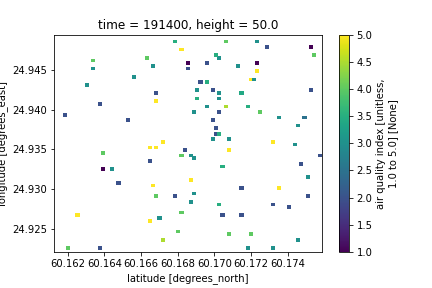 time = 191400, height = 50.0
24.945
24.940
24.935
24.930
24.925
longitude [degrees_east]
60.162 60.164 60.166 60.168 60.170 60.172 60.174
latitude [degrees_north]
5.0
4.5
4.0
3.5
3.0
2.5
2.0
1.5
1.0
air quality index [unitless,
1.0 to 5.0] [None]